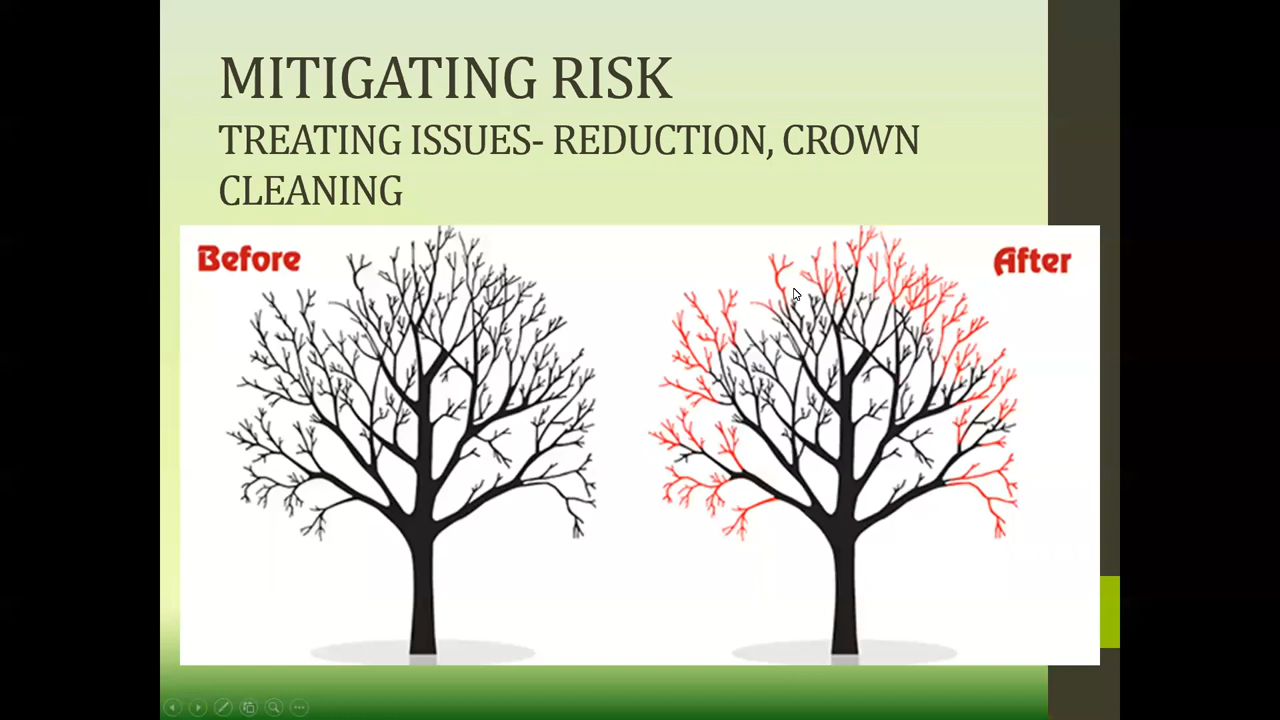 MITIGATING RISK
TREATING ISSUES- REDUCTION, CROWN
CLEANING
Before
After